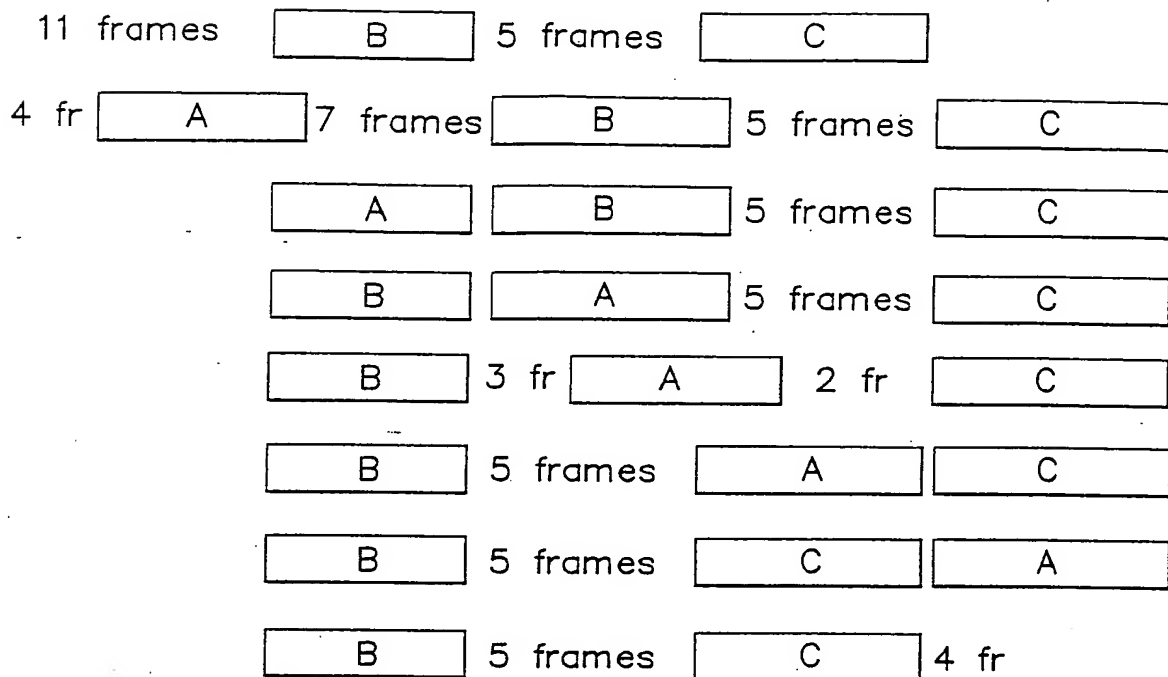 11 frames B 5 frames C
4 fr A 7 frames B 5 frames C
A B 5 frames C
B A 5 frames C
B 3 fr A 2 fr C
B 5 frames A C
B 5 frames C A
B 5 frames C 4 fr